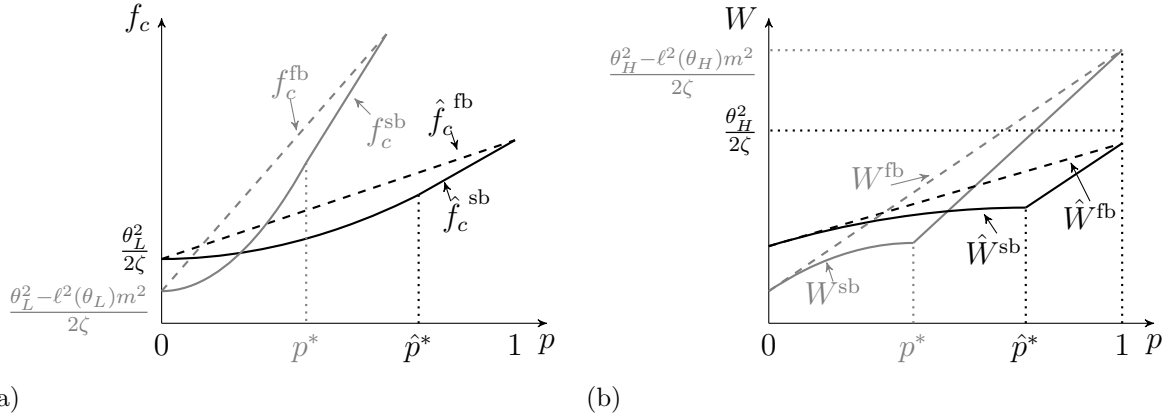 f_c
f_c^fb
f_c^sb
f̂_c^fb
f̂_c^sb
θ_L^2/2ζ
θ_L^2−ℓ^2(θ_L)m^2/2ζ
0 p* p̂* 1 p
a)
W
θ_H^2−ℓ^2(θ_H)m^2/2ζ
θ_H^2/2ζ
W^fb
Ŵ^fb
Ŵ^sb
W^sb
0 p* p̂* 1 p
(b)